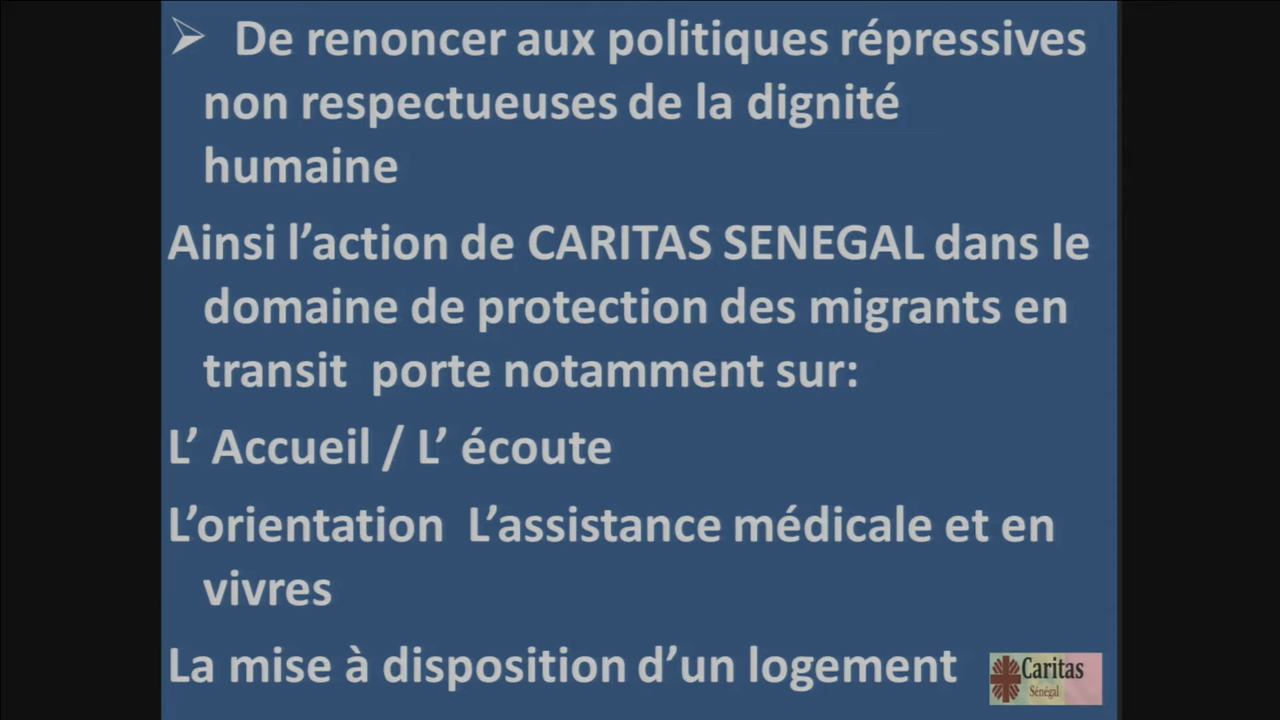 ➢ De renoncer aux politiques répressives
non respectueuses de la dignité
humaine
Ainsi l’action de CARITAS SENEGAL dans le
domaine de protection des migrants en
transit  porte notamment sur:
L’ Accueil / L’ écoute
L’orientation  L’assistance médicale et en
vivres
La mise à disposition d’un logement
Caritas
Sénégal